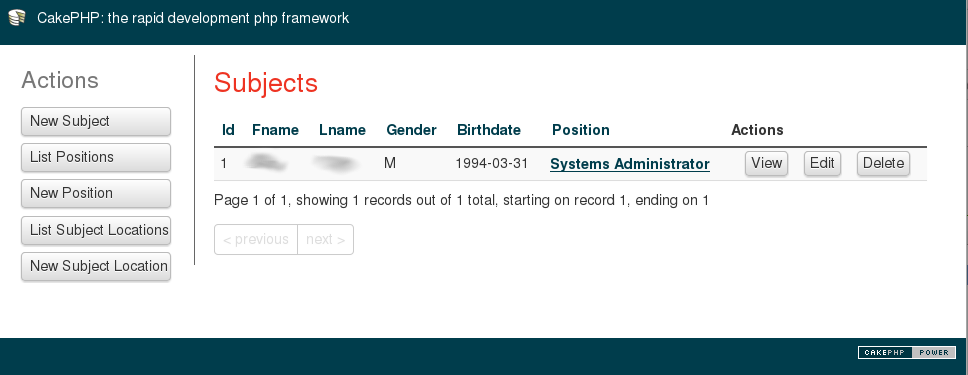 CakePHP: the rapid development php framework
Actions
New Subject
List Positions
New Position
List Subject Locations
New Subject Location
Subjects
Id Fname Lname Gender Birthdate Position Actions
1 M 1994-03-31 Systems Administrator View Edit Delete
Page 1 of 1, showing 1 records out of 1 total, starting on record 1, ending on 1
< previous next >
CAKEPHP POWER